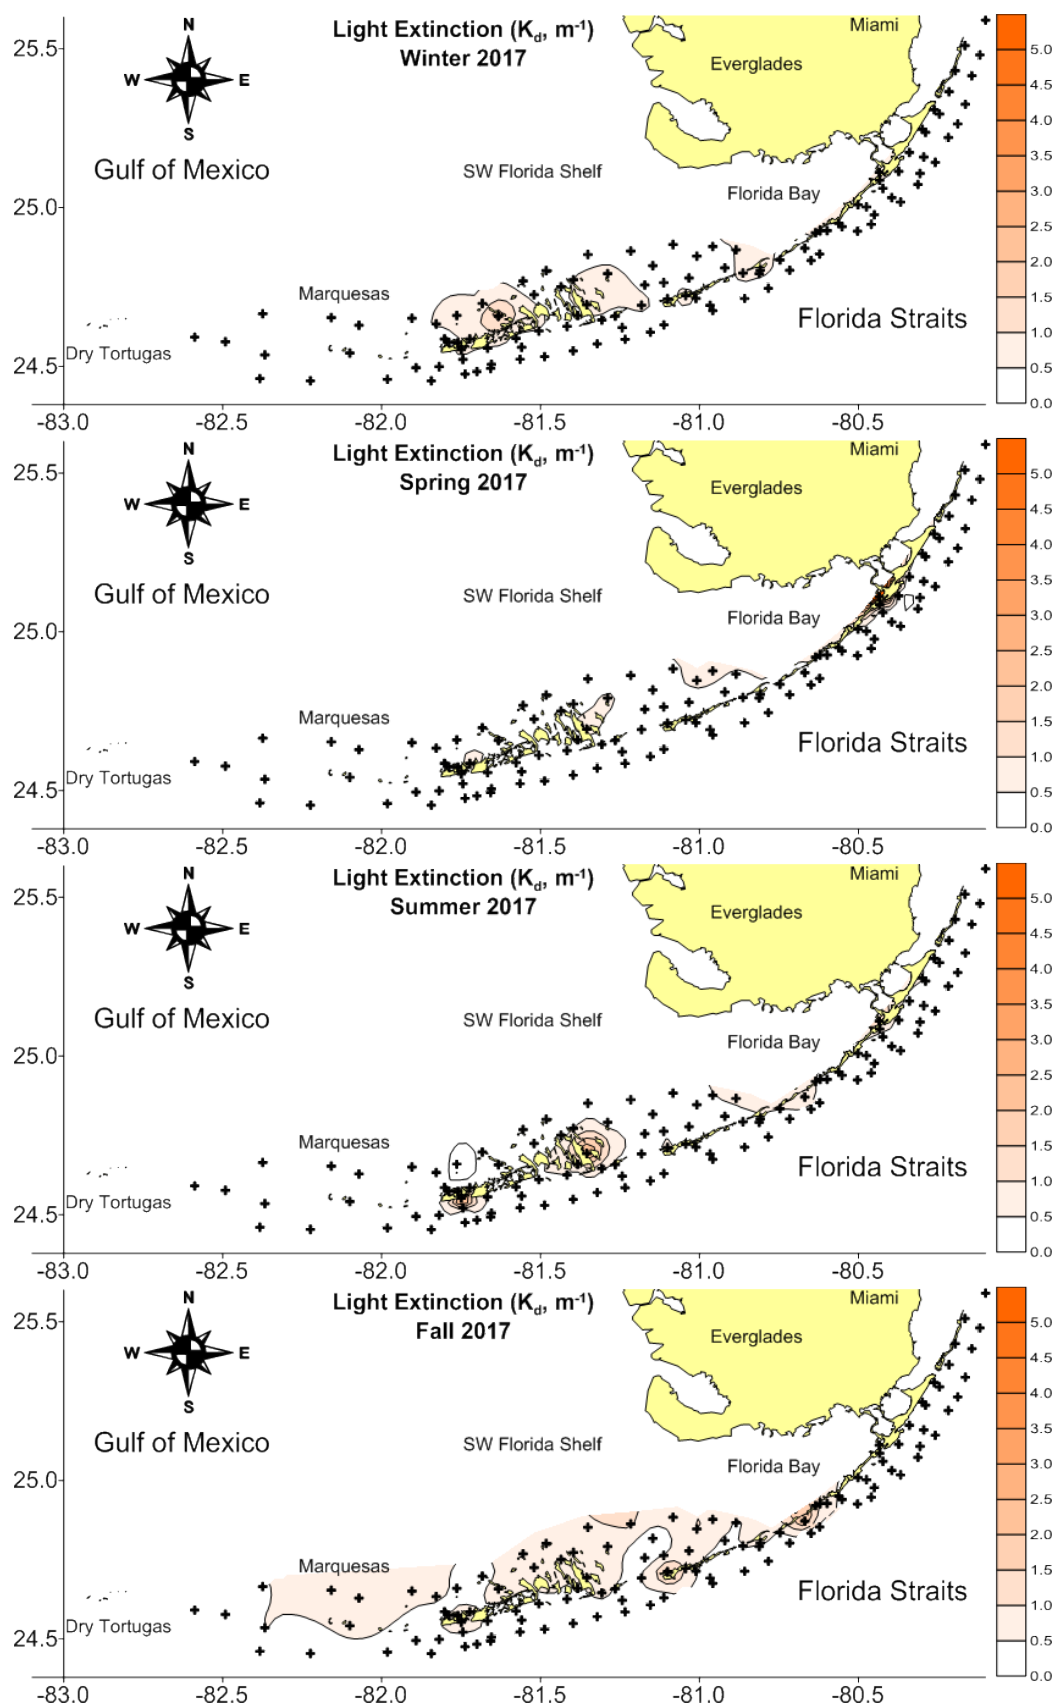 Light Extinction (Kd, m-1)
Winter 2017
Miami
Everglades
N
W E
S
Gulf of Mexico
SW Florida Shelf
Florida Bay
Marquesas
Dry Tortugas
Florida Straits
25.5
25.0
24.5
-83.0 -82.5 -82.0 -81.5 -81.0 -80.5
5.0
4.0
3.5
3.0
2.5
2.0
1.5
1.0
0.5
0.0
Light Extinction (Kd, m-1)
Spring 2017
Miami
Everglades
N
W E
S
Gulf of Mexico
SW Florida Shelf
Florida Bay
Marquesas
Dry Tortugas
Florida Straits
25.5
25.0
24.5
-83.0 -82.5 -82.0 -81.5 -81.0 -80.5
5.0
4.5
4.0
3.5
3.0
2.5
2.0
1.5
1.0
0.5
0.0
Light Extinction (Kd, m-1)
Summer 2017
Miami
Everglades
N
W E
S
Gulf of Mexico
SW Florida Shelf
Florida Bay
Marquesas
Dry Tortugas
Florida Straits
25.5
25.0
24.5
-83.0 -82.5 -82.0 -81.5 -81.0 -80.5
5.0
4.5
4.0
3.5
3.0
2.5
2.0
1.5
1.0
0.5
0.0
Light Extinction (Kd, m-1)
Fall 2017
Miami
Everglades
N
W E
S
Gulf of Mexico
SW Florida Shelf
Florida Bay
Marquesas
Dry Tortugas
Florida Straits
25.5
25.0
24.5
-83.0 -82.5 -82.0 -81.5 -81.0 -80.5
5.0
4.5
4.0
3.5
3.0
2.5
2.0
1.5
1.0
0.5
0.0